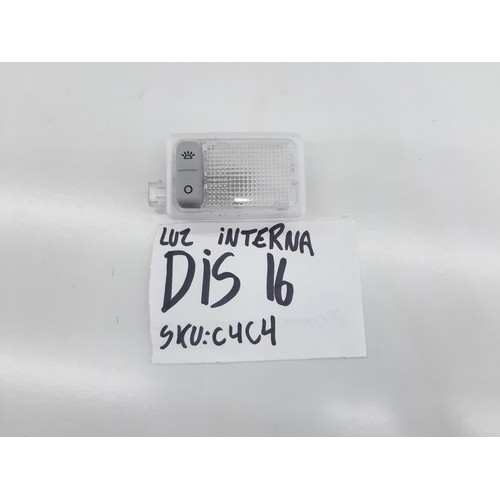 LUZ iNTERNA
DiS 16
SKU:C4C4